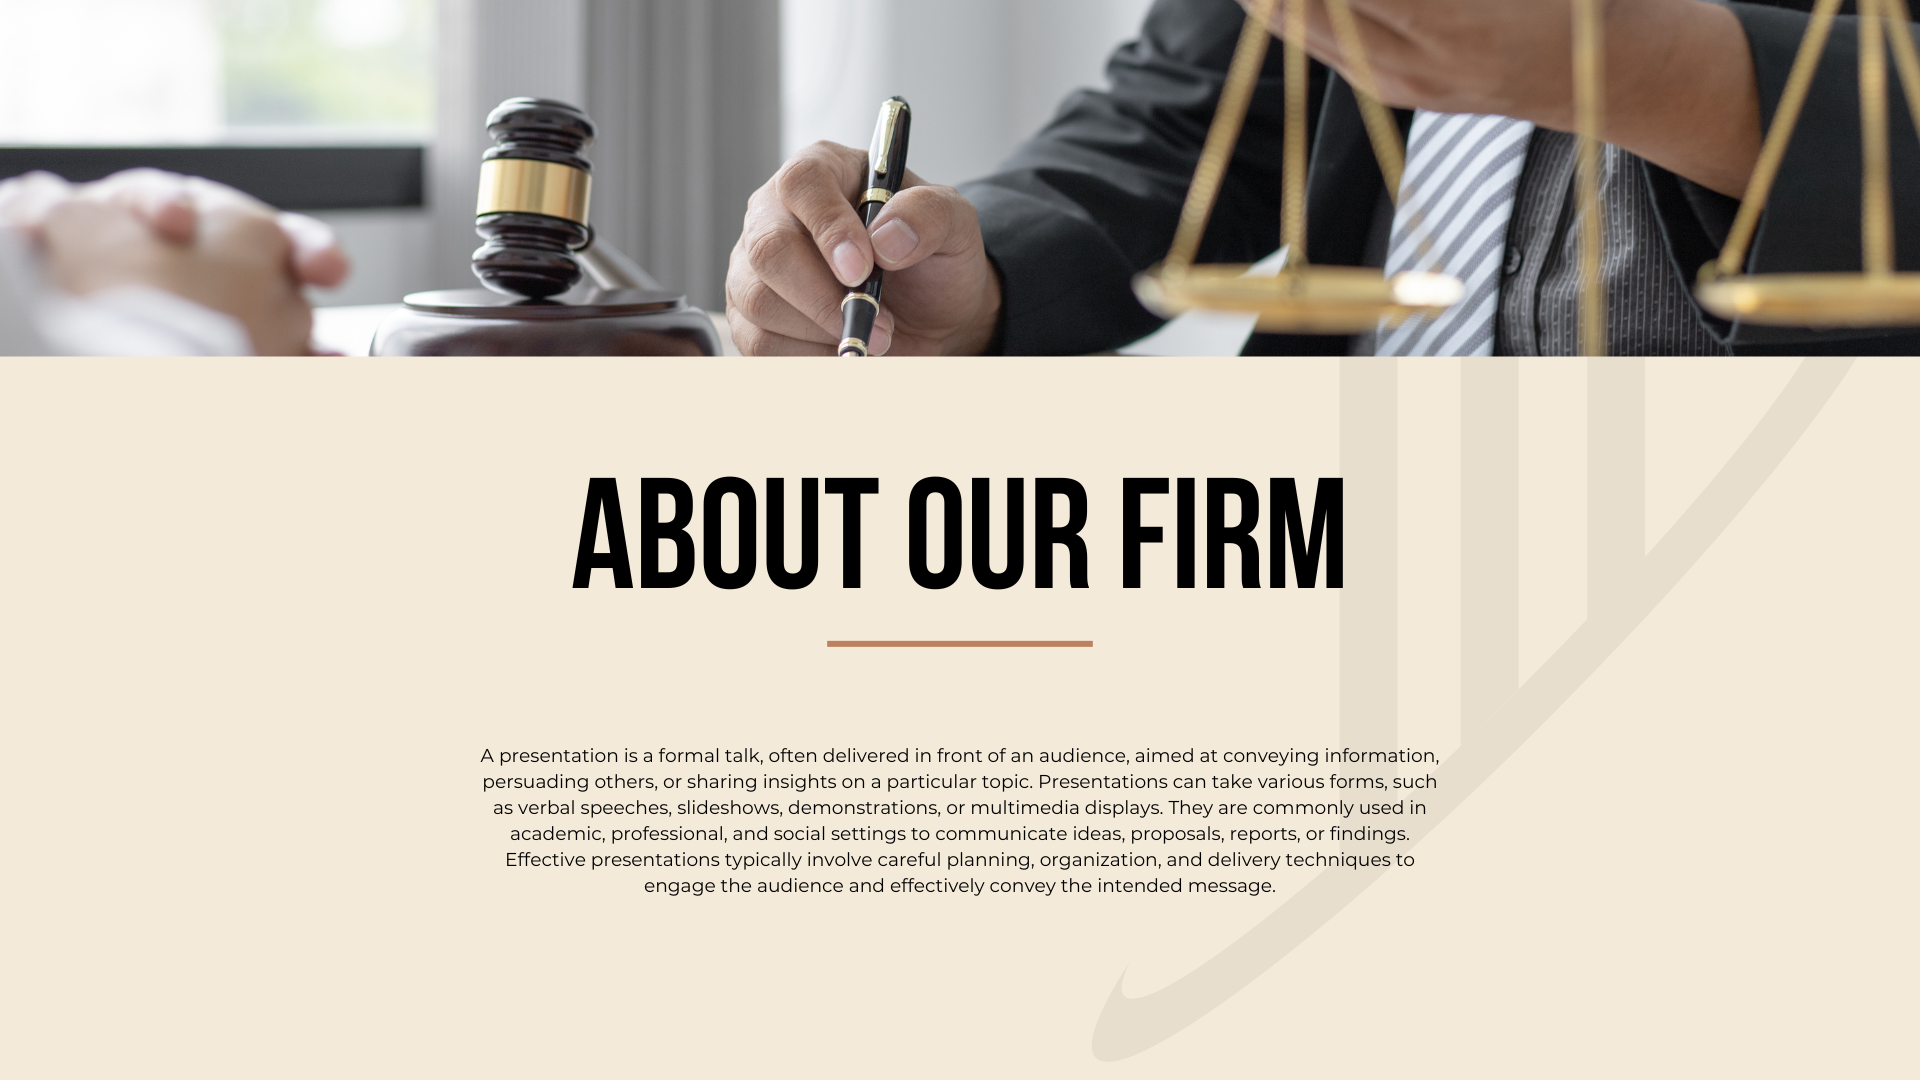 ABOUT OUR FIRM
A presentation is a formal talk, often delivered in front of an audience, aimed at conveying information,
persuading others, or sharing insights on a particular topic. Presentations can take various forms, such
as verbal speeches, slideshows, demonstrations, or multimedia displays. They are commonly used in
academic, professional, and social settings to communicate ideas, proposals, reports, or findings.
Effective presentations typically involve careful planning, organization, and delivery techniques to
engage the audience and effectively convey the intended message.